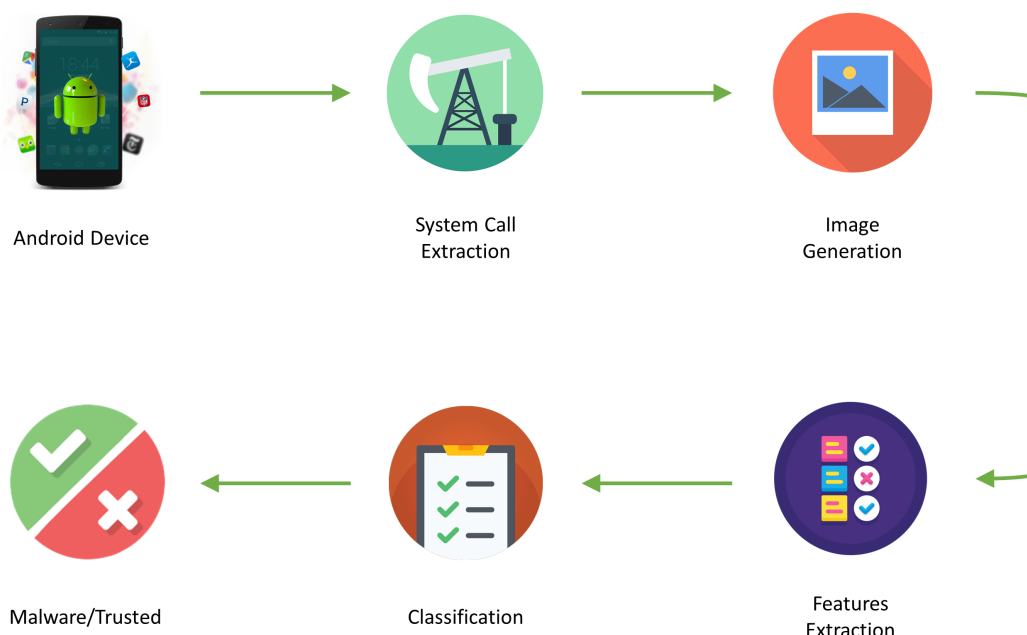 18:44
P
Android Device
System Call
Extraction
Image
Generation
Malware/Trusted
Classification
Features
Extraction